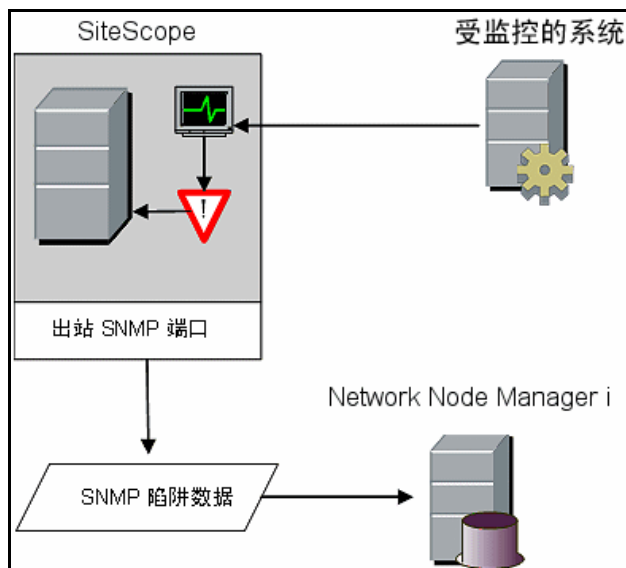 SiteScope
受监控的系统
!
出站 SNMP 端口
Network Node Manager i
SNMP 陷阱数据